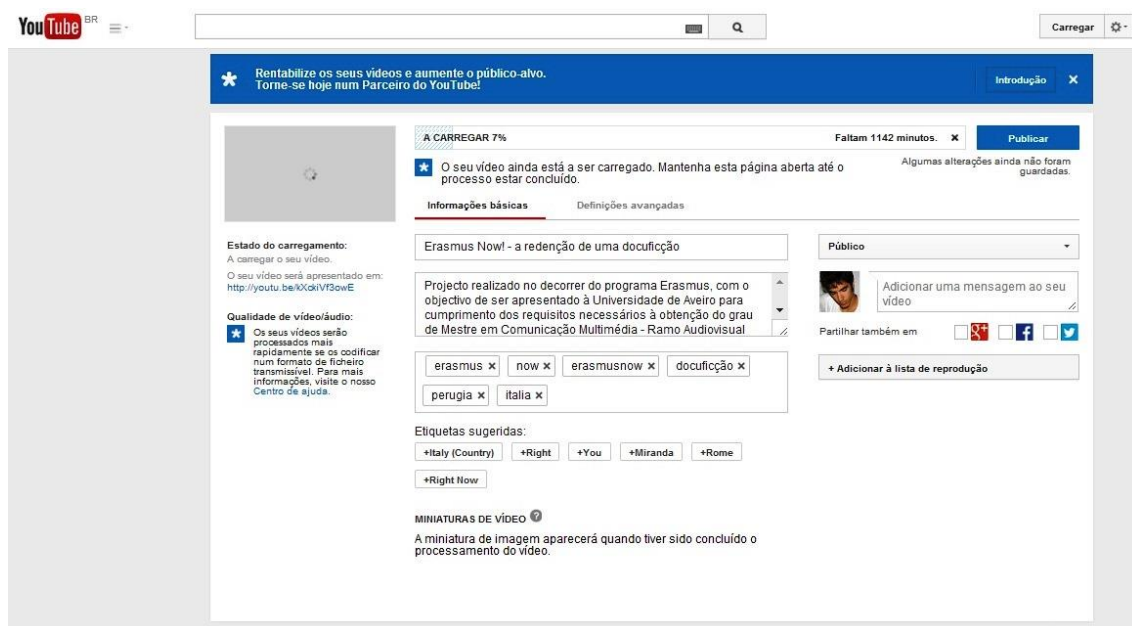 YouTube BR
Carregar
Rentabilize os seus vídeos e aumente o público-alvo.
Torne-se hoje num Parceiro do YouTube!
Introdução
A CARREGAR 7%
Faltam 1142 minutos.
Publicar
O seu vídeo ainda está a ser carregado. Mantenha esta página aberta até o
processo estar concluído.
Algumas alterações ainda não foram
guardadas.
Informações básicas
Definições avançadas
Estado do carregamento:
A carregar o seu vídeo.
O seu vídeo será apresentado em:
http://youtu.be/kXckiVf3owE
Qualidade de vídeo/áudio:
Os seus vídeos serão
processados mais
rapidamente se os codificar
num formato de ficheiro
transmissível. Para mais
informações, visite o nosso
Centro de ajuda.
Erasmus Now! - a redenção de uma docuficção
Projecto realizado no decorrer do programa Erasmus, com o
objectivo de ser apresentado à Universidade de Aveiro para
cumprimento dos requisitos necessários à obtenção do grau
de Mestre em Comunicação Multimédia - Ramo Audiovisual
erasmus × now × erasmusnow × docuficção ×
perugia × italia ×
Etiquetas sugeridas:
+Italy (Country) +Right +You +Miranda +Rome
+Right Now
MINIATURAS DE VÍDEO ?
A miniatura de imagem aparecerá quando tiver sido concluído o
processamento do vídeo.
Público
Adicionar uma mensagem ao seu
vídeo
Partilhar também em
+ Adicionar à lista de reprodução